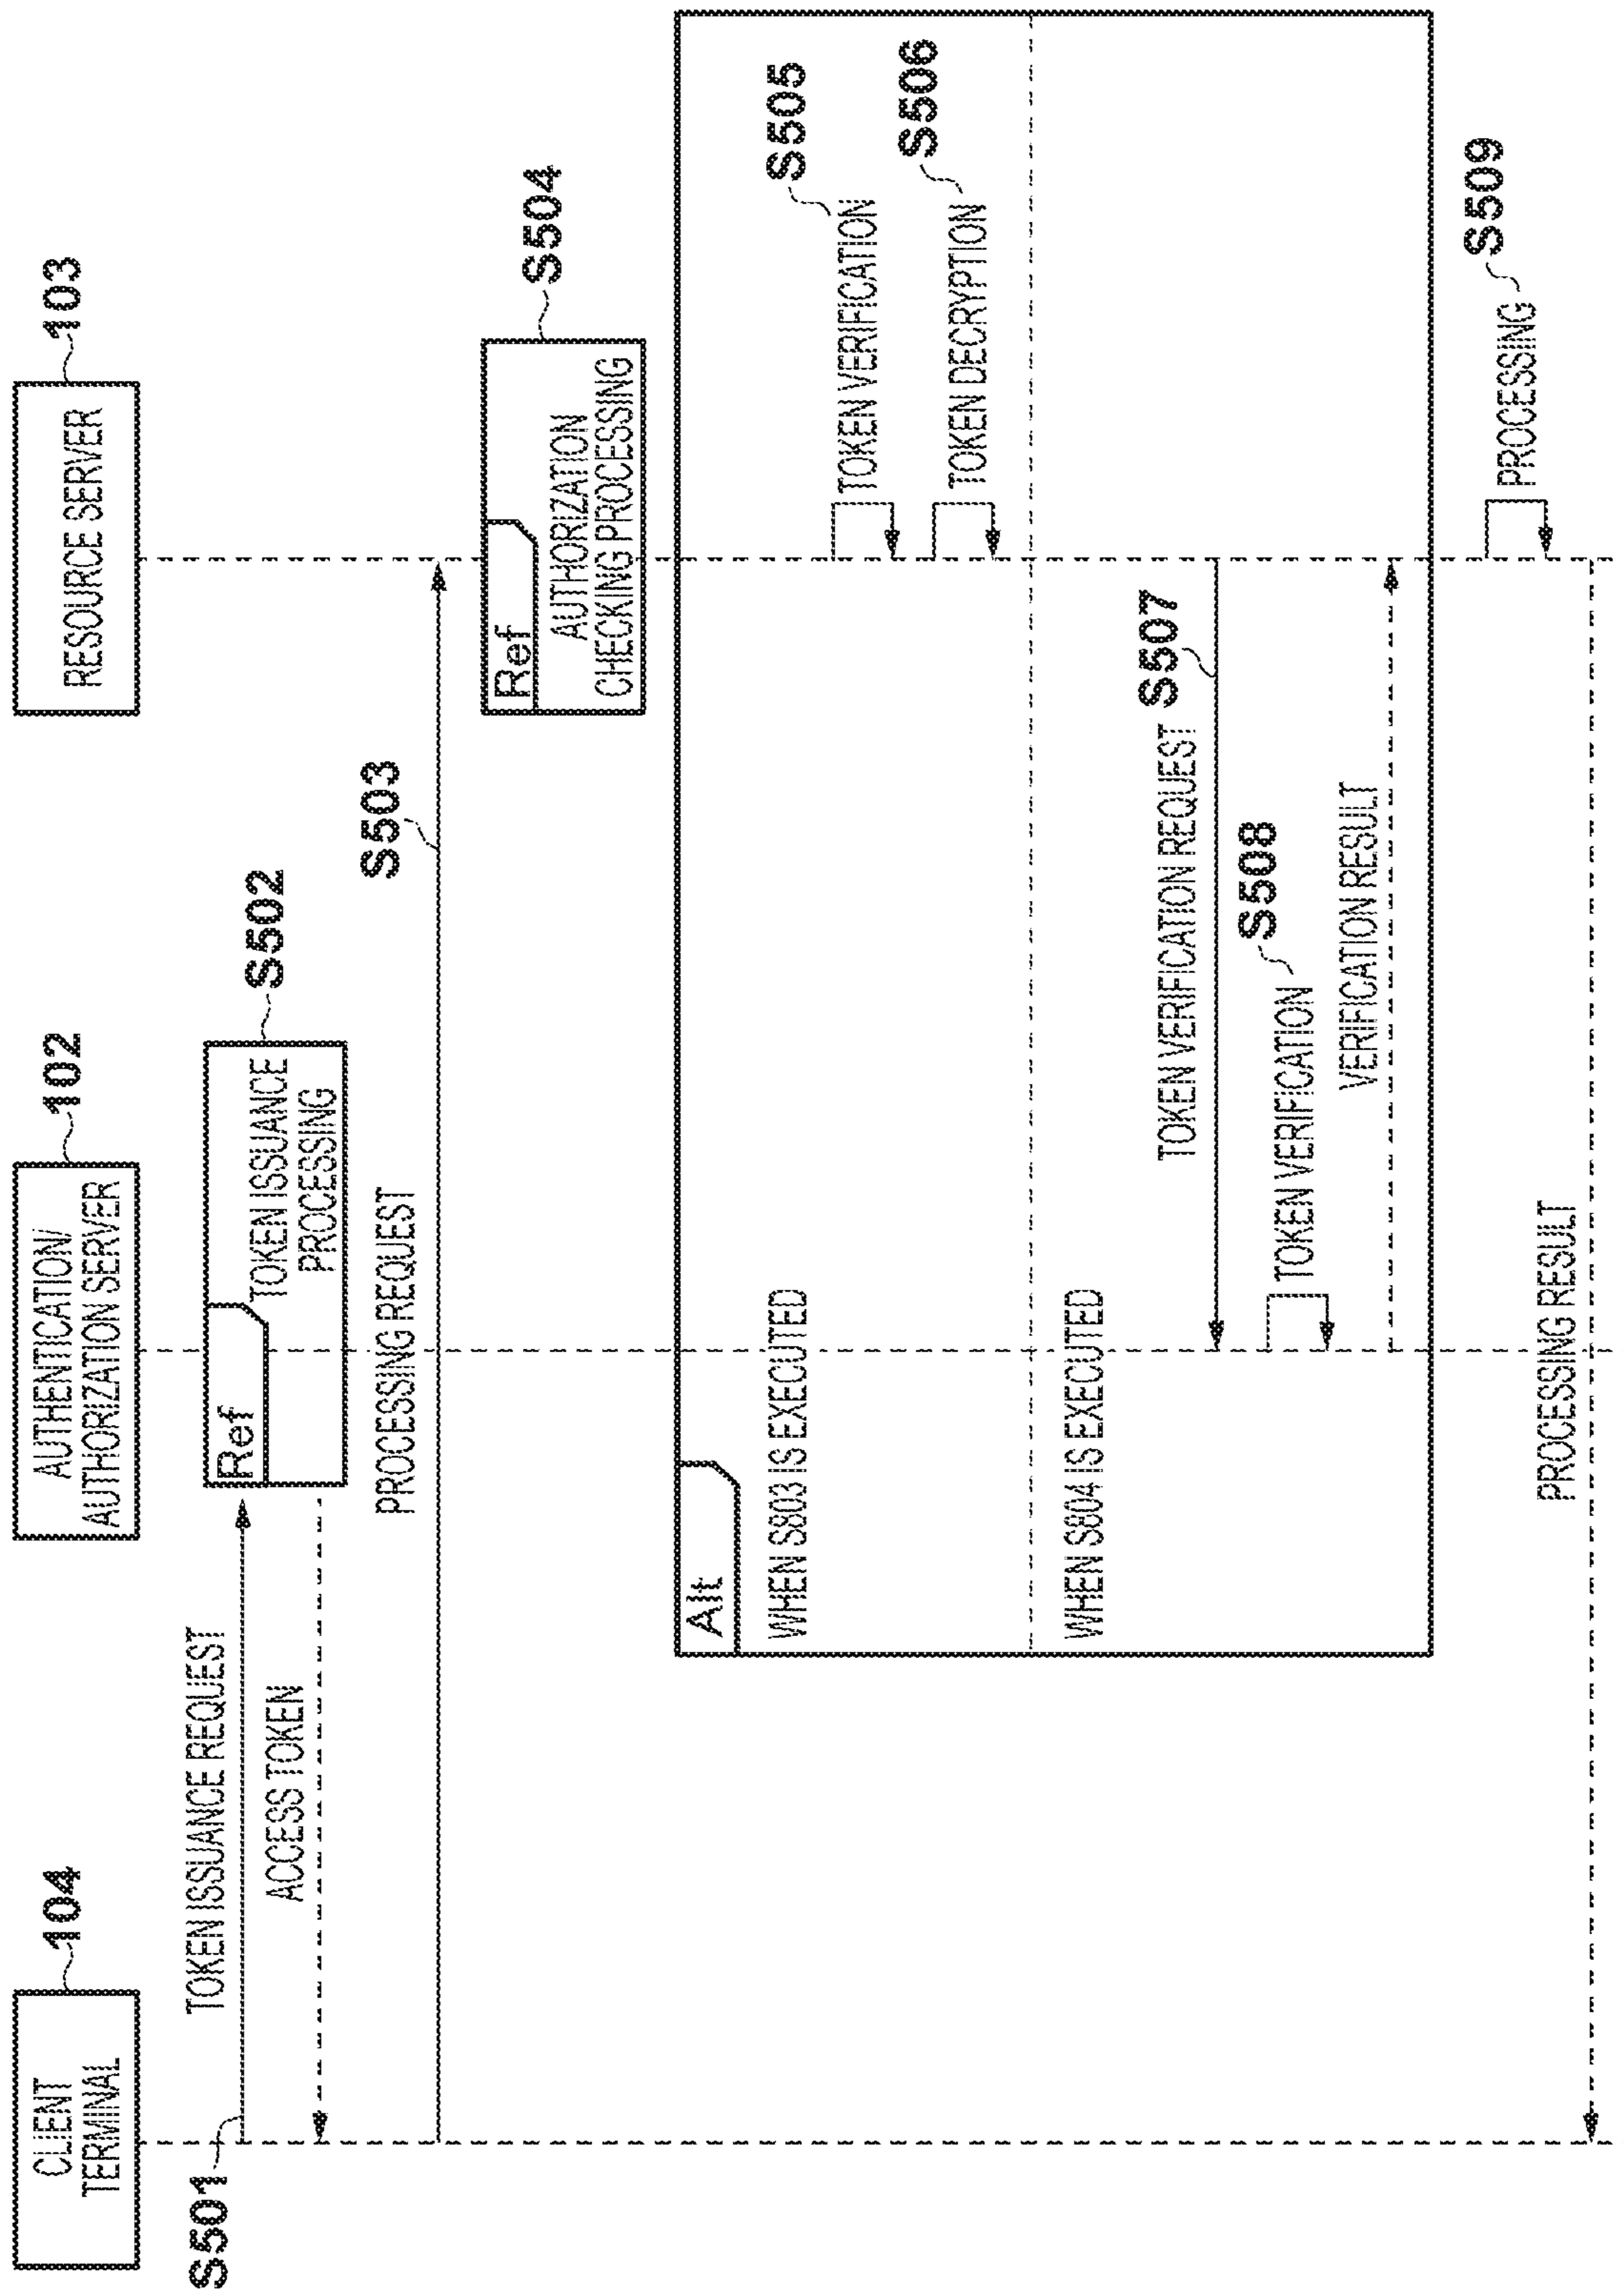 CLIENT
TERMINAL
104
AUTHENTICATION/
AUTHORIZATION SERVER
102
RESOURCE SERVER
103
S501
TOKEN ISSUANCE REQUEST
Ref
TOKEN ISSUANCE
PROCESSING
S502
ACCESS TOKEN
PROCESSING REQUEST
S503
Ref
AUTHORIZATION
CHECKING PROCESSING
S504
Alt
WHEN S803 IS EXECUTED
TOKEN VERIFICATION
S505
TOKEN DECRYPTION
S506
WHEN S804 IS EXECUTED
TOKEN VERIFICATION REQUEST
S507
TOKEN VERIFICATION
S508
VERIFICATION RESULT
PROCESSING
S509
PROCESSING RESULT